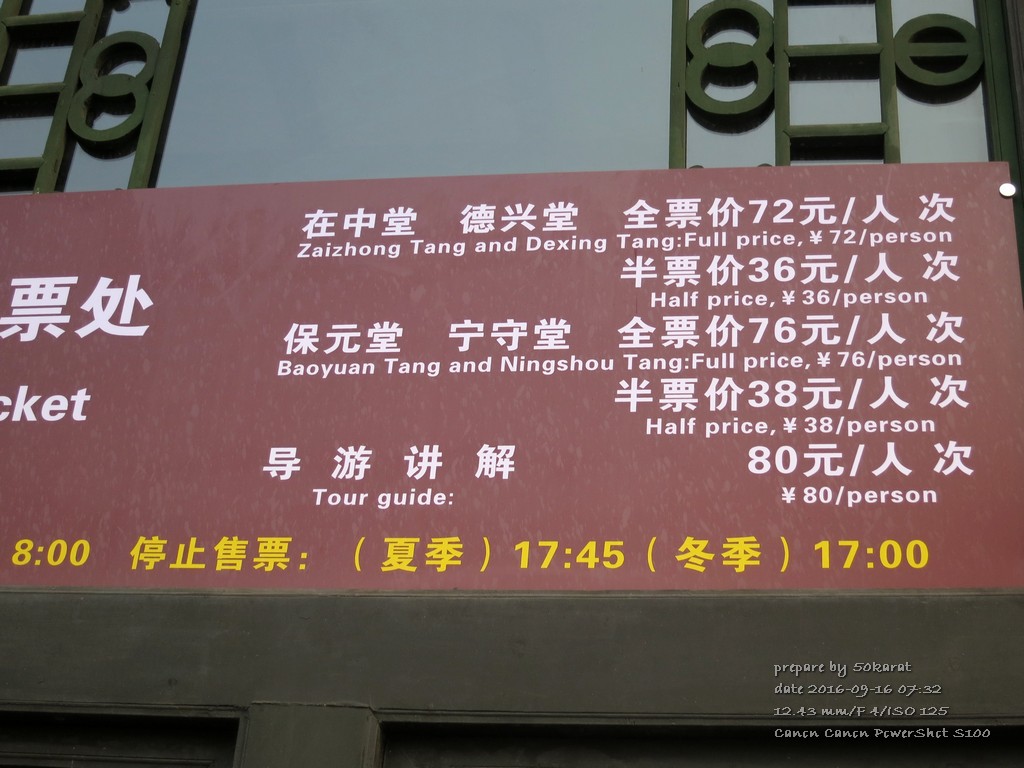 在中堂 德兴堂 全票价72元/人 次
Zaizhong Tang and Dexing Tang:Full price,¥72/person
半票价36元/人 次
Half price,¥36/person
票处
保元堂 宁守堂 全票价76元/人 次
Baoyuan Tang and Ningshou Tang:Full price,¥76/person
半票价38元/人 次
cket
Half price,¥38/person
导 游 讲 解 80元/人 次
Tour guide: ¥80/person
8:00 停止售票：（夏季）17:45（冬季）17:00
prepare by 50karat
date 2016-09-16 07:32
12.43 mm/F 4/ISO 125
Canon Canon PowerShot S100